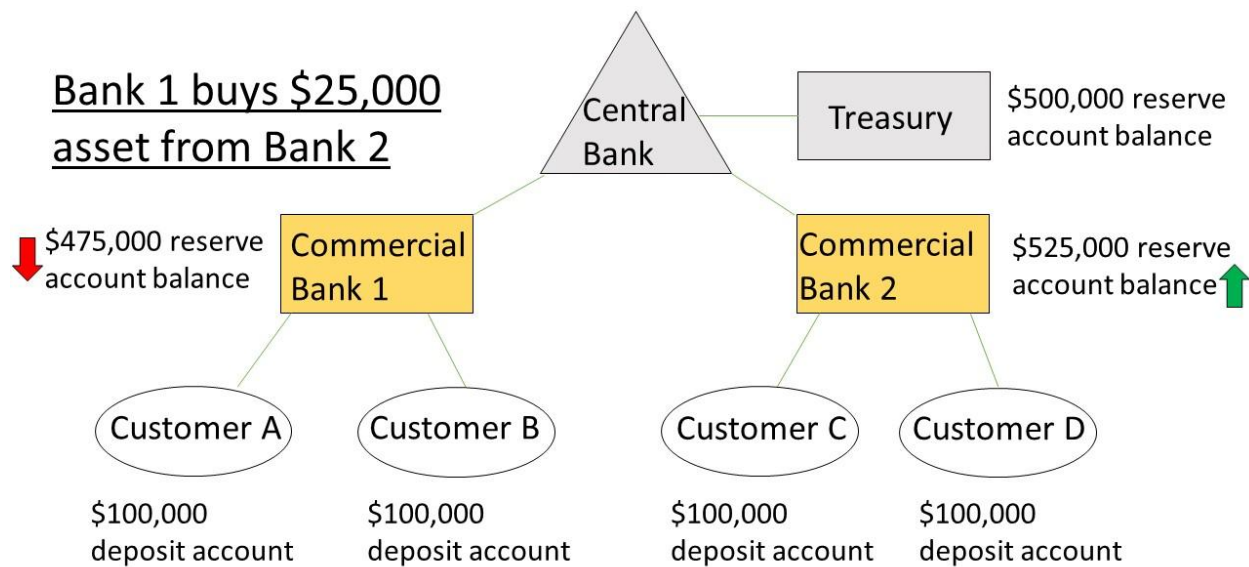 Bank 1 buys $25,000
asset from Bank 2
Central
Bank
Treasury
$500,000 reserve
account balance
$475,000 reserve
account balance
Commercial
Bank 1
Commercial
Bank 2
$525,000 reserve
account balance
Customer A
Customer B
Customer C
Customer D
$100,000
deposit account
$100,000
deposit account
$100,000
deposit account
$100,000
deposit account